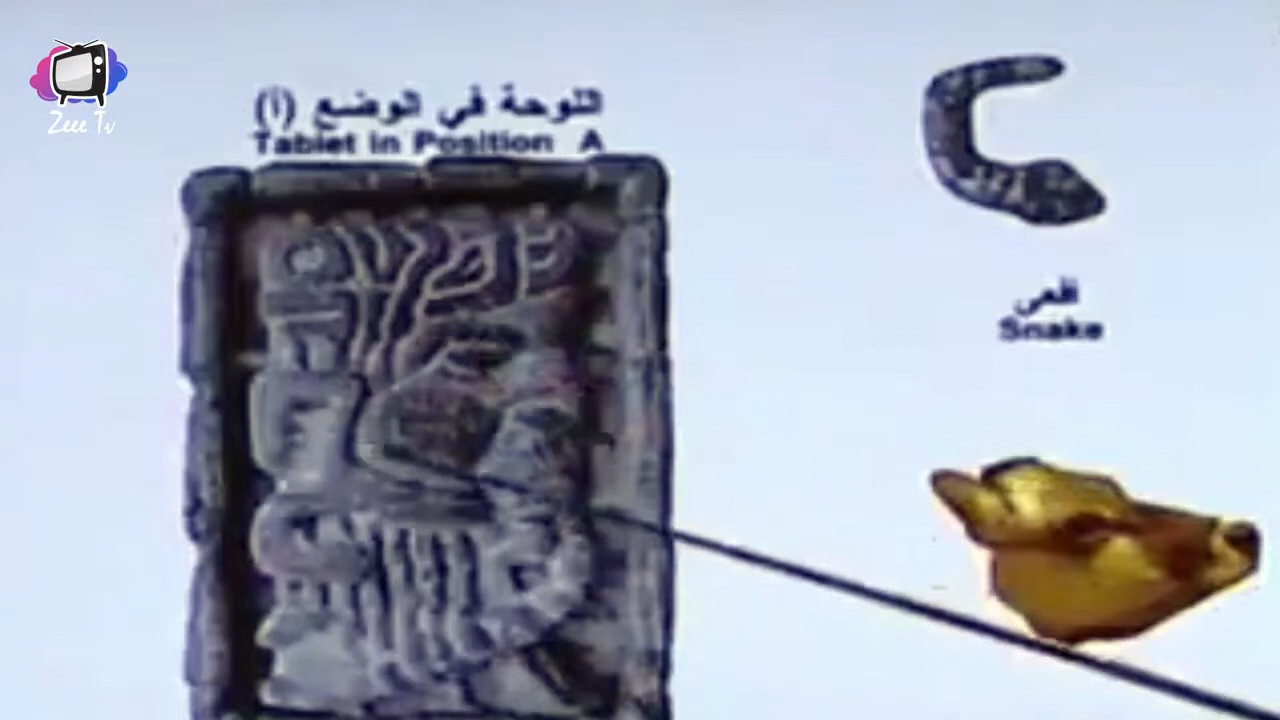 Zeee Tv
اللوحة في الوضع (أ)
Tablet in Position A
أفعى
Snake